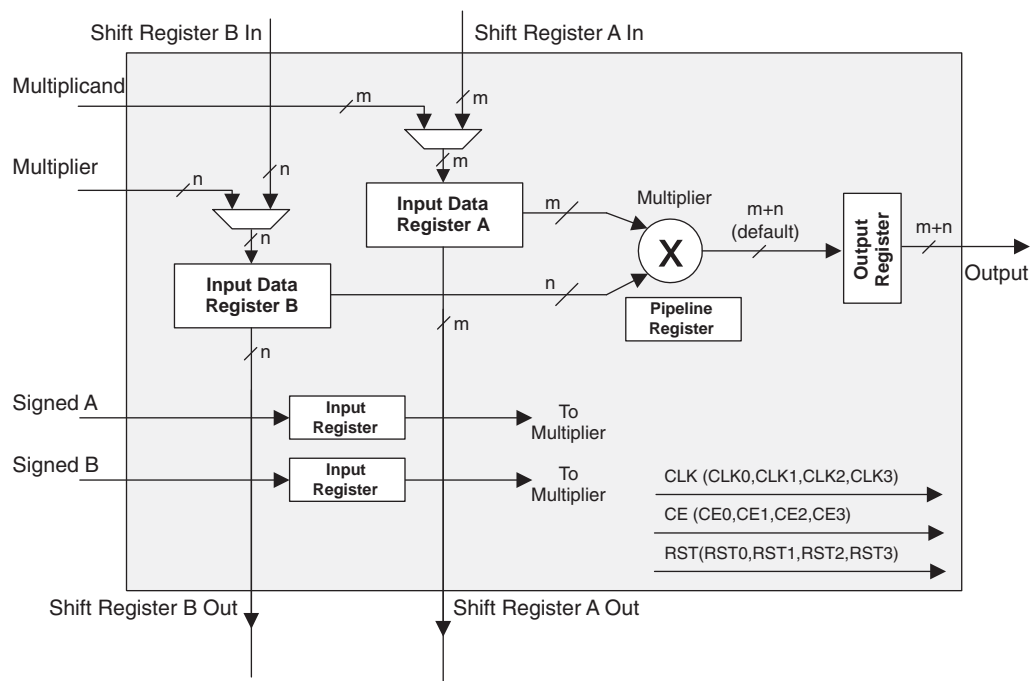 Shift Register B In
Shift Register A In
Multiplicand
m
m
Multiplier
n
n
m
Input Data
Register A
m
Multiplier
X
m+n
(default)
Output
Register
m+n
Output
n
Input Data
Register B
n
Pipeline
Register
m
n
Signed A
Input
Register
To
Multiplier
Signed B
Input
Register
To
Multiplier
CLK (CLK0,CLK1,CLK2,CLK3)
CE (CE0,CE1,CE2,CE3)
RST(RST0,RST1,RST2,RST3)
Shift Register B Out
Shift Register A Out